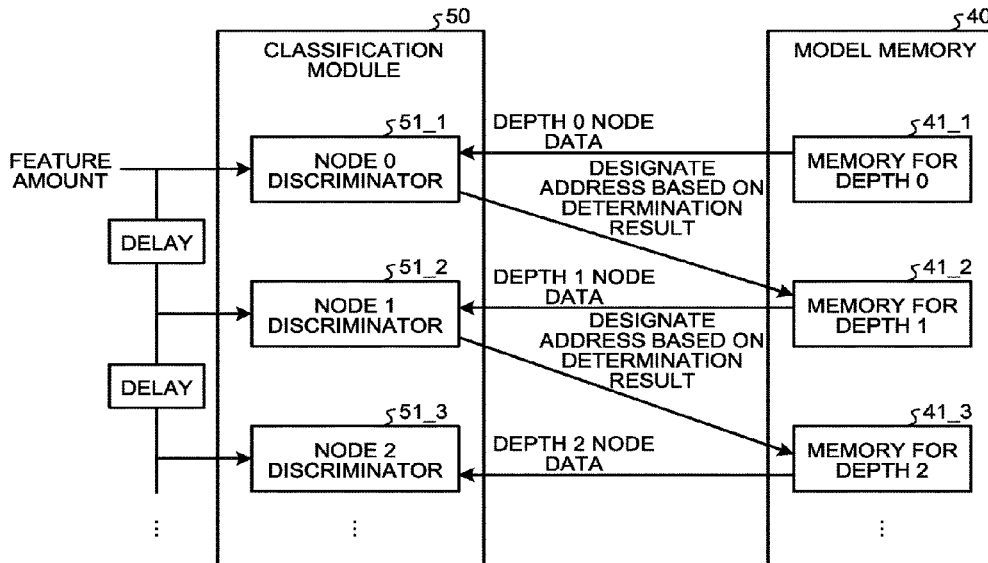 50
40
CLASSIFICATION
MODULE
MODEL MEMORY
51_1
DEPTH 0 NODE
DATA
41_1
FEATURE
AMOUNT
NODE 0
DISCRIMINATOR
MEMORY FOR
DEPTH 0
DESIGNATE
ADDRESS BASED ON
DETERMINATION
RESULT
DELAY
51_2
DEPTH 1 NODE
DATA
41_2
NODE 1
DISCRIMINATOR
MEMORY FOR
DEPTH 1
DESIGNATE
ADDRESS BASED ON
DETERMINATION
RESULT
DELAY
51_3
DEPTH 2 NODE
DATA
41_3
NODE 2
DISCRIMINATOR
MEMORY FOR
DEPTH 2
⋮ ⋮ ⋮